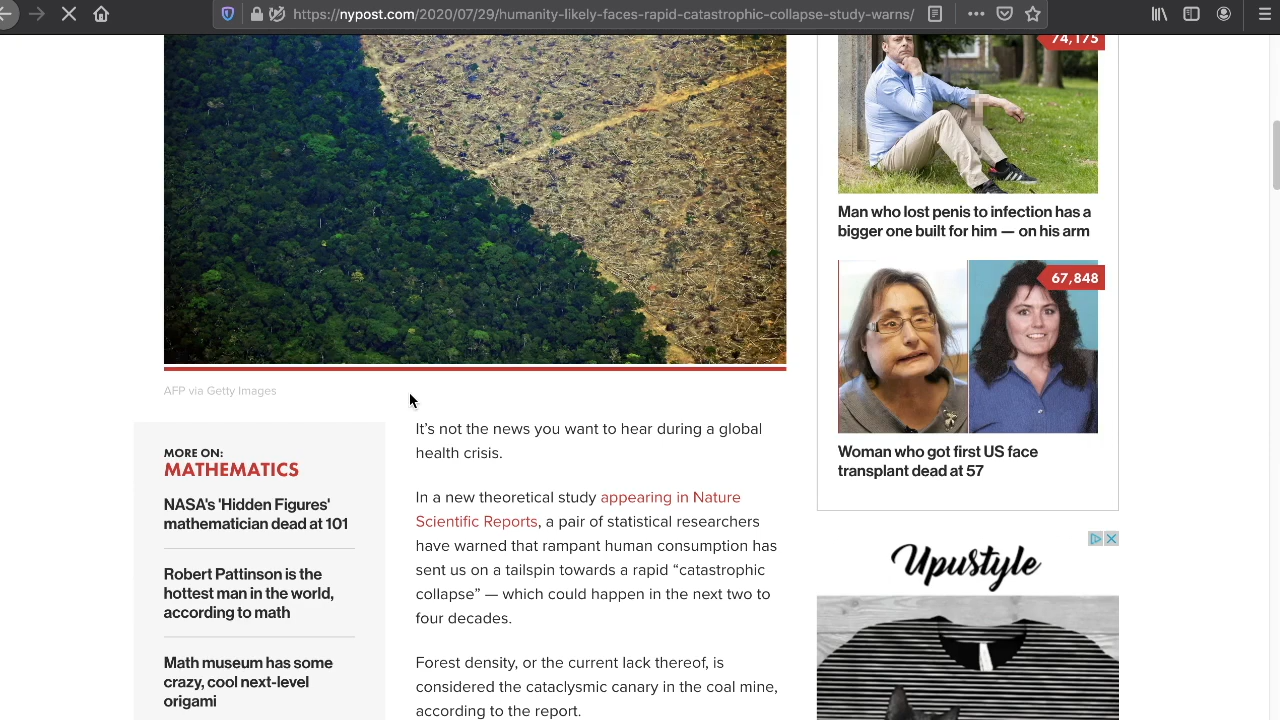 https://nypost.com/2020/07/29/humanity-likely-faces-rapid-catastrophic-collapse-study-warns/
AFP via Getty Images
MORE ON:
MATHEMATICS
NASA's 'Hidden Figures'
mathematician dead at 101
Robert Pattinson is the
hottest man in the world,
according to math
Math museum has some
crazy, cool next-level
origami
It’s not the news you want to hear during a global
health crisis.
In a new theoretical study appearing in Nature
Scientific Reports, a pair of statistical researchers
have warned that rampant human consumption has
sent us on a tailspin towards a rapid “catastrophic
collapse” — which could happen in the next two to
four decades.
Forest density, or the current lack thereof, is
considered the cataclysmic canary in the coal mine,
according to the report.
74,175
Man who lost penis to infection has a
bigger one built for him — on his arm
67,848
Woman who got first US face
transplant dead at 57
Upustyle